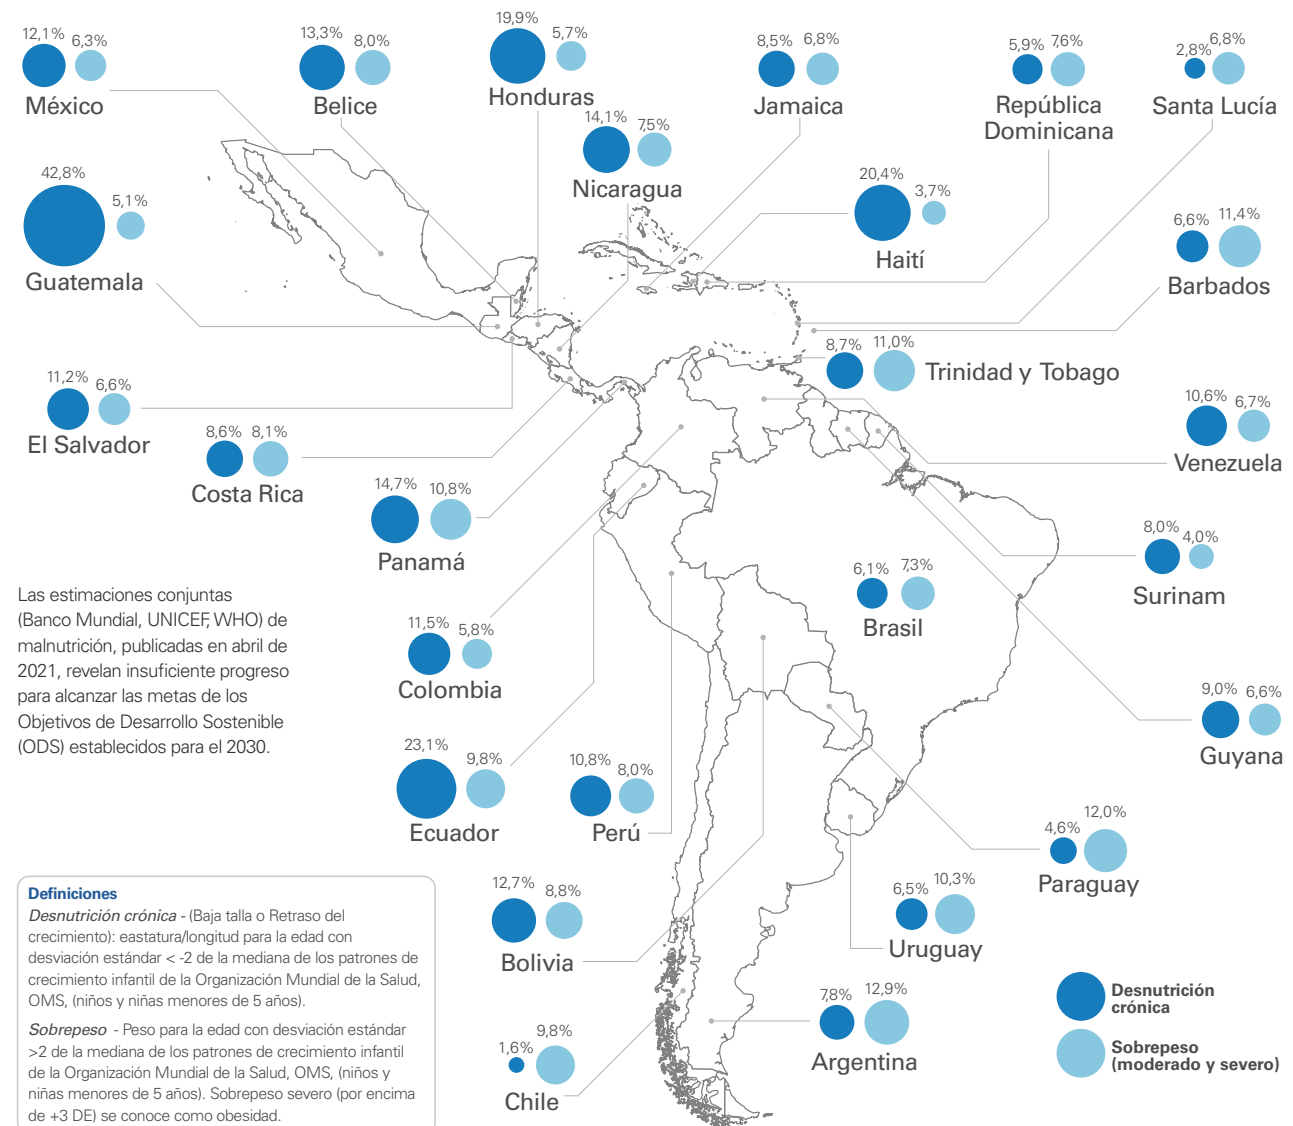 12,1% 6,3%
México
13,3% 8,0%
Belice
19,9% 5,7%
Honduras
14,1% 7,5%
Nicaragua
8,5% 6,8%
Jamaica
5,9% 7,6%
República
Dominicana
2,8% 6,8%
Santa Lucía
42,8% 5,1%
Guatemala
20,4% 3,7%
Haití
6,6% 11,4%
Barbados
8,7% 11,0%
Trinidad y Tobago
11,2% 6,6%
El Salvador
8,6% 8,1%
Costa Rica
14,7% 10,8%
Panamá
10,6% 6,7%
Venezuela
8,0% 4,0%
Surinam
6,1% 7,3%
Brasil
Las estimaciones conjuntas
(Banco Mundial, UNICEF, WHO) de
malnutrición, publicadas en abril de
2021, revelan insuficiente progreso
para alcanzar las metas de los
Objetivos de Desarrollo Sostenible
(ODS) establecidos para el 2030.
11,5% 5,8%
Colombia
9,0% 6,6%
Guyana
23,1% 9,8%
Ecuador
10,8% 8,0%
Perú
4,6% 12,0%
Paraguay
12,7% 8,8%
Bolivia
6,5% 10,3%
Uruguay
7,8% 12,9%
Argentina
1,6% 9,8%
Chile
Definiciones
Desnutrición crónica - (Baja talla o Retraso del
crecimiento): eastatura/longitud para la edad con
desviación estándar < -2 de la mediana de los patrones de
crecimiento infantil de la Organización Mundial de la Salud,
OMS, (niños y niñas menores de 5 años).
Sobrepeso - Peso para la edad con desviación estándar
>2 de la mediana de los patrones de crecimiento infantil
de la Organización Mundial de la Salud, OMS, (niños y
niñas menores de 5 años). Sobrepeso severo (por encima
de +3 DE) se conoce como obesidad.
Desnutrición
crónica
Sobrepeso
(moderado y severo)